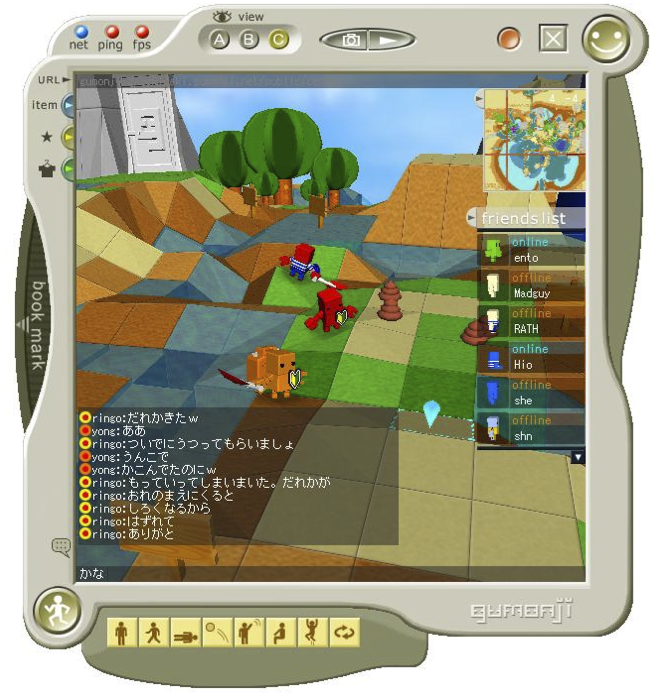 view
net ping fps
A B C
URL
item
friends list
online
ento
offline
Madguy
offline
RATH
online
Hio
offline
she
offline
shn
book mark
ringo:だれかきたｗ
yong:ああ
ringo:ついでにうつってもらいましょ
yong:うんこで
yong:かこんでたのにｗ
ringo:もっていってしまいまいた。だれかが
ringo:おれのまえにくると
ringo:しろくなるから
ringo:はずれて
ringo:ありがと
かな
gumonji